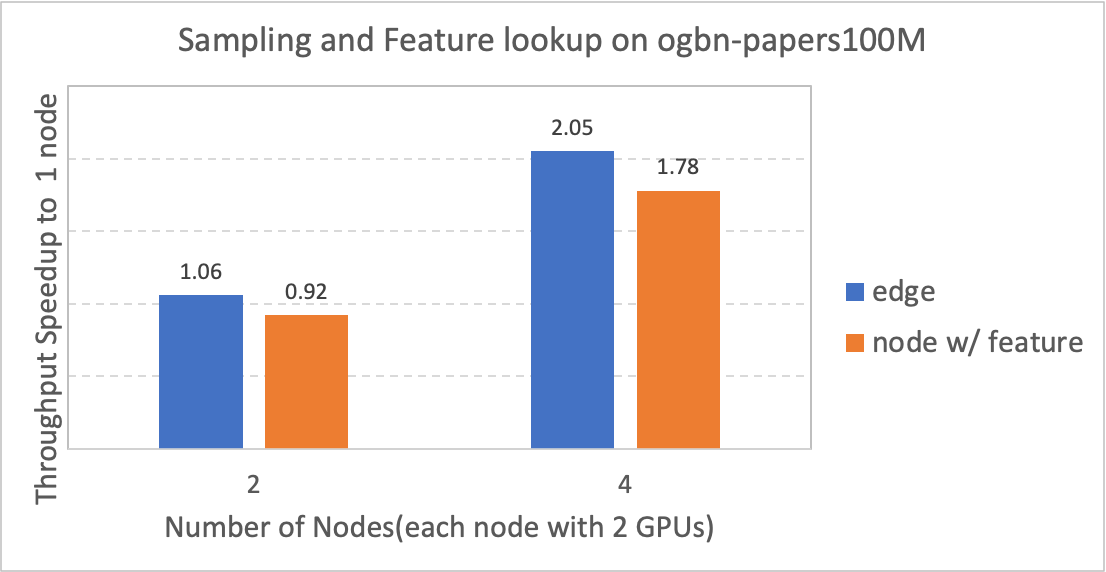 Sampling and Feature lookup on ogbn-papers100M
Throughput Speedup to  1 node
2.05
1.78
1.06
0.92
edge
node w/ feature
2
4
Number of Nodes(each node with 2 GPUs)